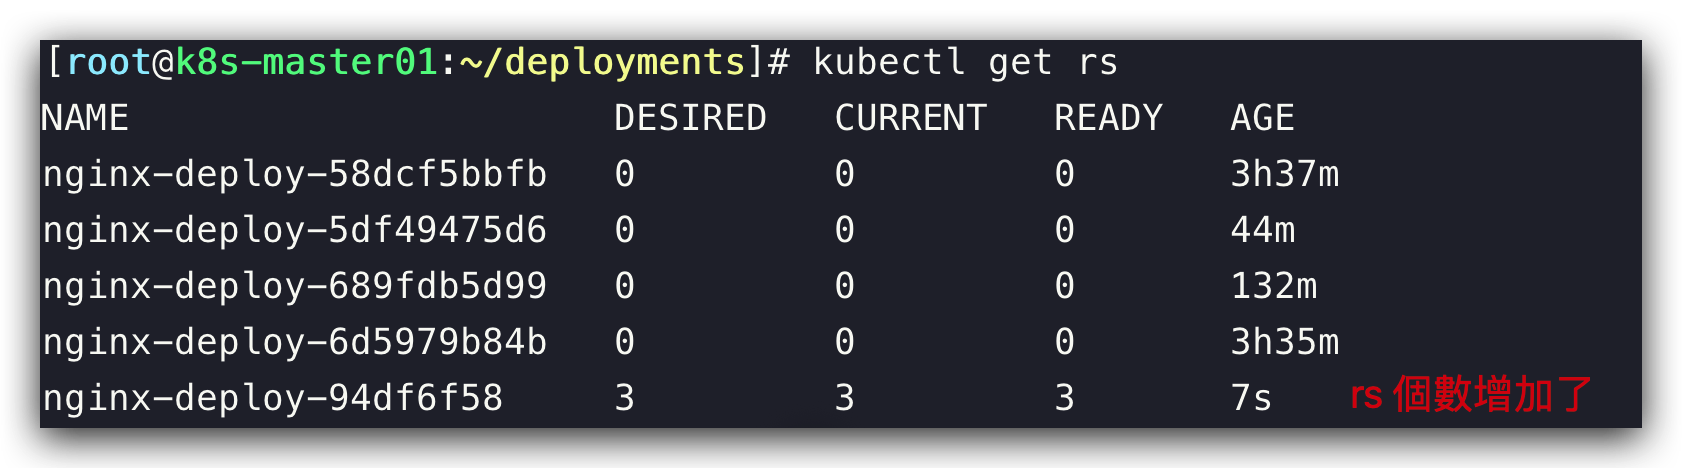 [root@k8s-master01:~/deployments]# kubectl get rs
NAME DESIRED CURRENT READY AGE
nginx-deploy-58dcf5bbfb 0 0 0 3h37m
nginx-deploy-5df49475d6 0 0 0 44m
nginx-deploy-689fdb5d99 0 0 0 132m
nginx-deploy-6d5979b84b 0 0 0 3h35m
nginx-deploy-94df6f58 3 3 3 7s rs 個數增加了